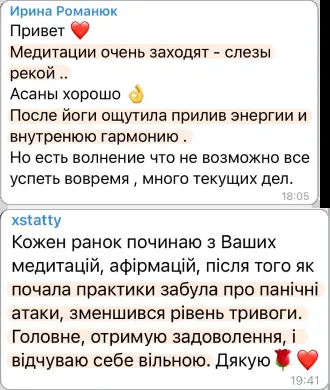 Ирина Романюк
Привет ❤️
Медитации очень заходят - слезы
рекой ..
Асаны хорошо 👌
После йоги ощутила прилив энергии и
внутренюю гармонию .
Но есть волнение что не возможно все
успеть вовремя , много текущих дел.
18:05
xstatty
Кожен ранок починаю з Ваших
медитацій, афірмацій, після того як
почала практики забула про панічні
атаки, зменшився рівень тривоги.
Головне, отримую задоволення, і
відчуваю себе вільною. Дякую🌹❤️
19:41